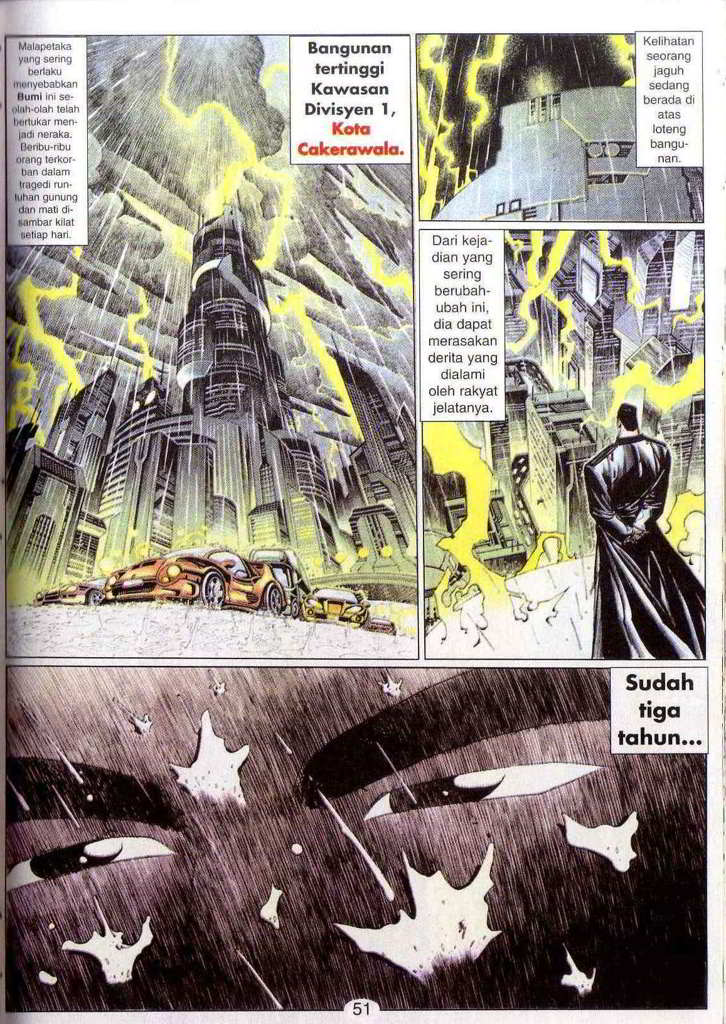 Malapetaka
yang sering
berlaku
menyebabkan
Bumi ini se-
olah-olah telah
bertukar men-
jadi neraka.
Beribu-ribu
orang terkor-
ban dalam
tragedi run-
tuhan gunung
dan mati di-
sambar kilat
setiap hari.
Bangunan
tertinggi
Kawasan
Divisyen 1,
Kota
Cakerawala.
Kelihatan
seorang
jaguh
sedang
berada di
atas
loteng
bangu-
nan.
Dari keja-
dian yang
sering
berubah-
ubah ini,
dia dapat
merasakan
derita yang
dialami
oleh rakyat
jelatanya.
Sudah
tiga
tahun...
51